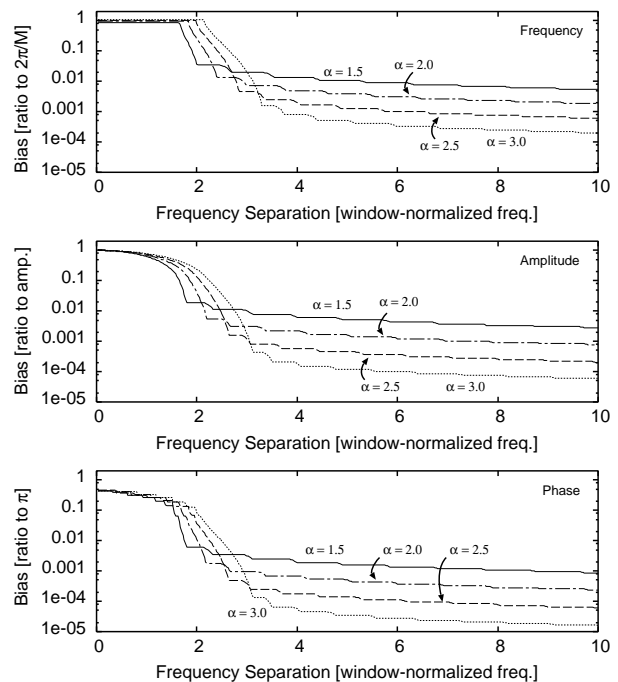 Bias [ratio to 2π/M]
1
0.1
0.01
0.001
1e-04
1e-05
Frequency
α = 1.5
α = 2.0
α = 2.5
α = 3.0
0 2 4 6 8 10
Frequency Separation [window-normalized freq.]
Bias [ratio to amp.]
1
0.1
0.01
0.001
1e-04
1e-05
Amplitude
α = 1.5
α = 2.0
α = 2.5
α = 3.0
0 2 4 6 8 10
Frequency Separation [window-normalized freq.]
Bias [ratio to π]
1
0.1
0.01
0.001
1e-04
1e-05
Phase
α = 1.5
α = 2.0
α = 2.5
α = 3.0
0 2 4 6 8 10
Frequency Separation [window-normalized freq.]